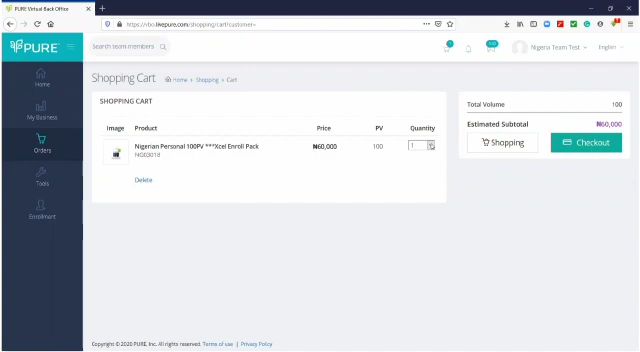 PURE Virtual Back Office
https://vbo.livepure.com/shopping/cart?customer=
PURE
Search team members
Nigeria Team Test
English
Shopping Cart
Home > Shopping > Cart
Home
My Business
Orders
Tools
Enrollment
SHOPPING CART
Image Product Price PV Quantity
Nigerian Personal 100PV ***Xcel Enroll Pack ₦60,000 100 1
NG03018
Delete
Total Volume 100
Estimated Subtotal ₦60,000
Shopping Checkout
Copyright © 2020 PURE, Inc. All rights reserved. Terms of use | Privacy Policy